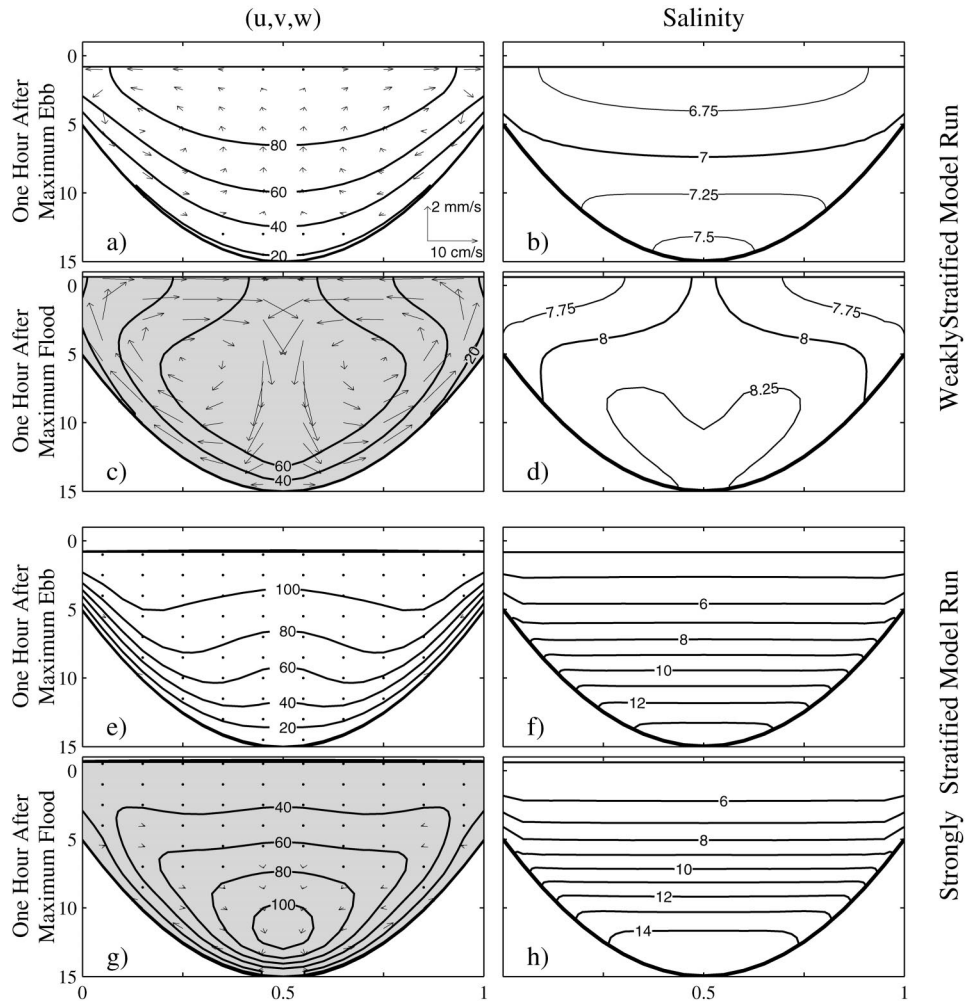 (u,v,w)
Salinity
One Hour After
Maximum Ebb
0
5
10
15
80
60
40
20
2 mm/s
10 cm/s
a)
6.75
7
7.25
7.5
b)
One Hour After
Maximum Flood
0
5
10
15
20
60
40
c)
7.75
7.75
8
8
8.25
d)
WeaklyStratified Model Run
One Hour After
Maximum Ebb
0
5
10
15
100
80
60
40
20
e)
6
8
10
12
f)
One Hour After
Maximum Flood
0
5
10
15
40
60
80
100
g)
0
0.5
1
6
8
10
12
14
h)
0.5
1
Strongly Stratified Model Run